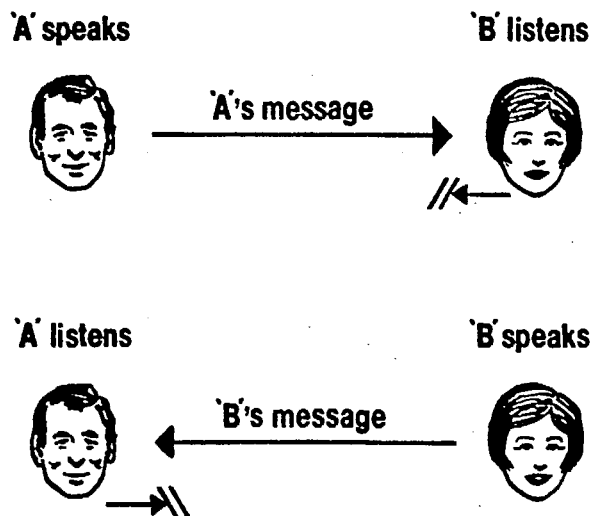 `A´ speaks
`B´ listens
`A´'s message
`A´ listens
`B´ speaks
`B´'s message